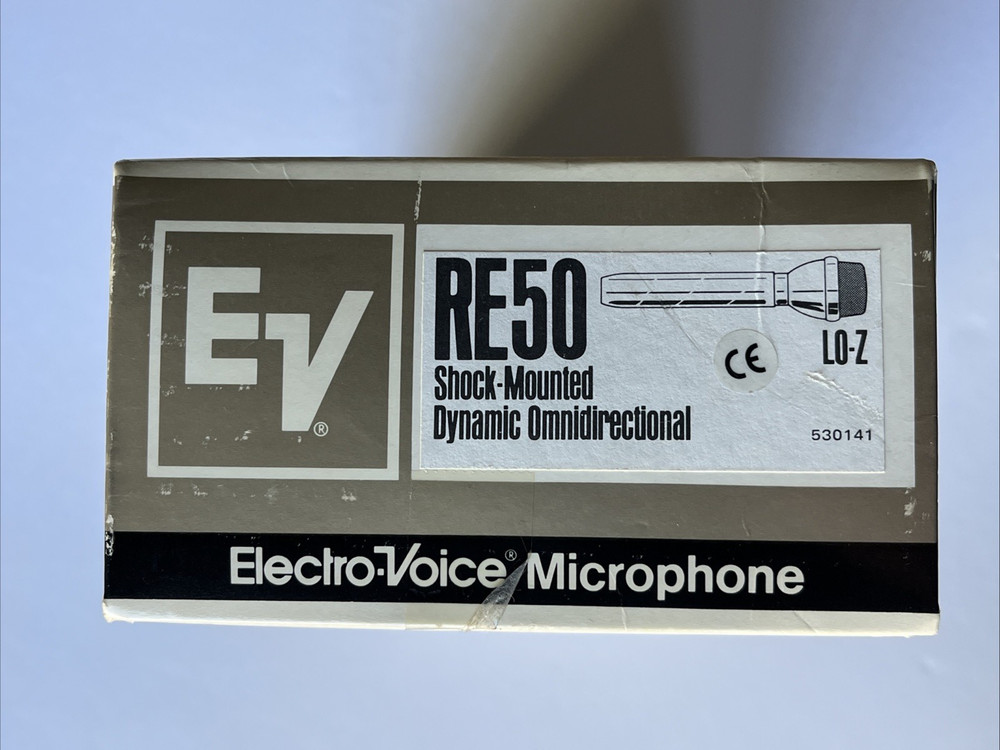 EV®
RE50
Shock-Mounted
Dynamic Omnidirectional
CE
LO-Z
530141
Electro-Voice® Microphone